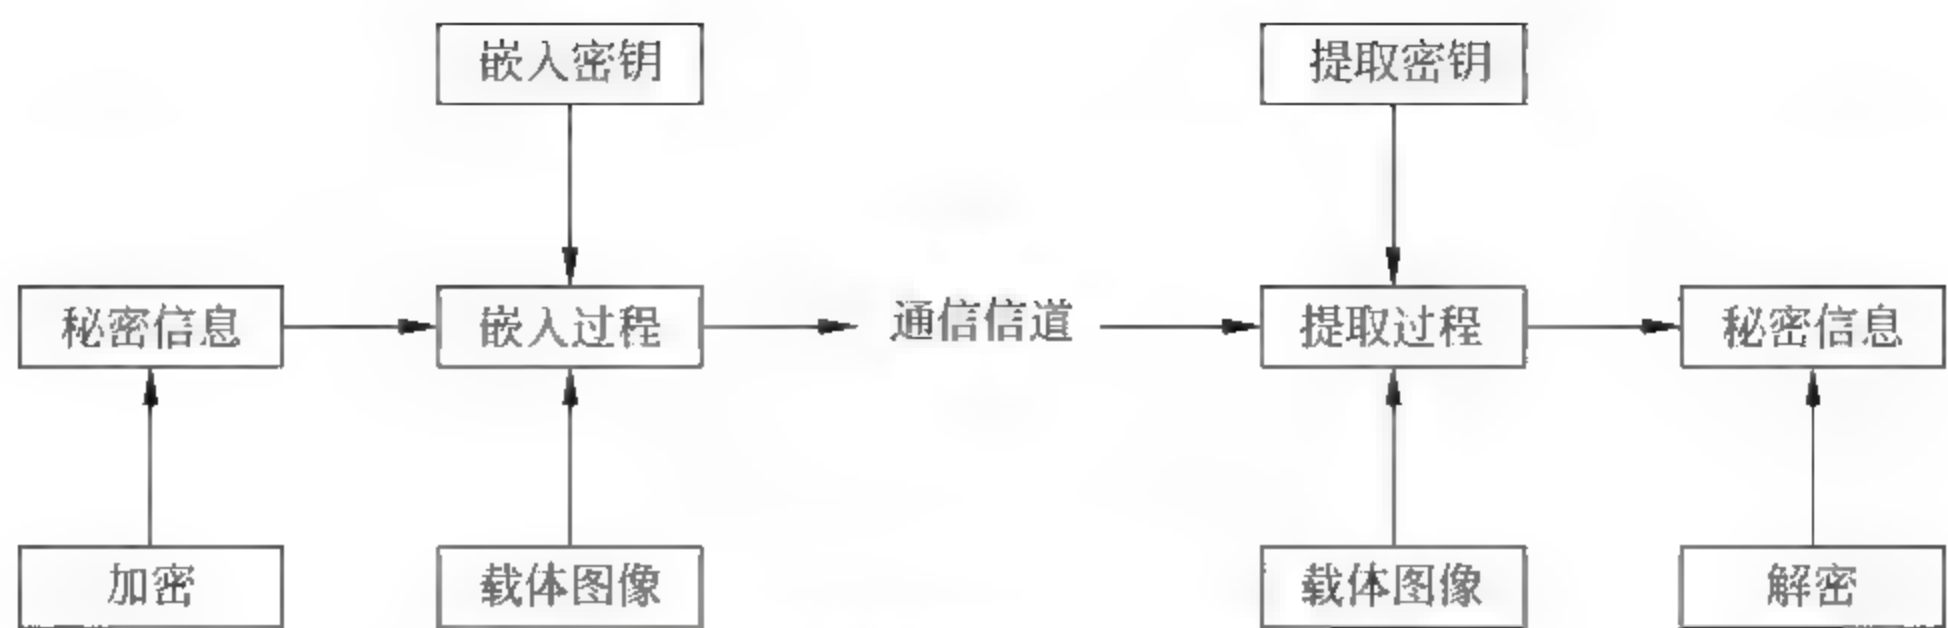 嵌入密钥
提取密钥
秘密信息
嵌入过程
通信信道
提取过程
秘密信息
加密
载体图像
载体图像
解密